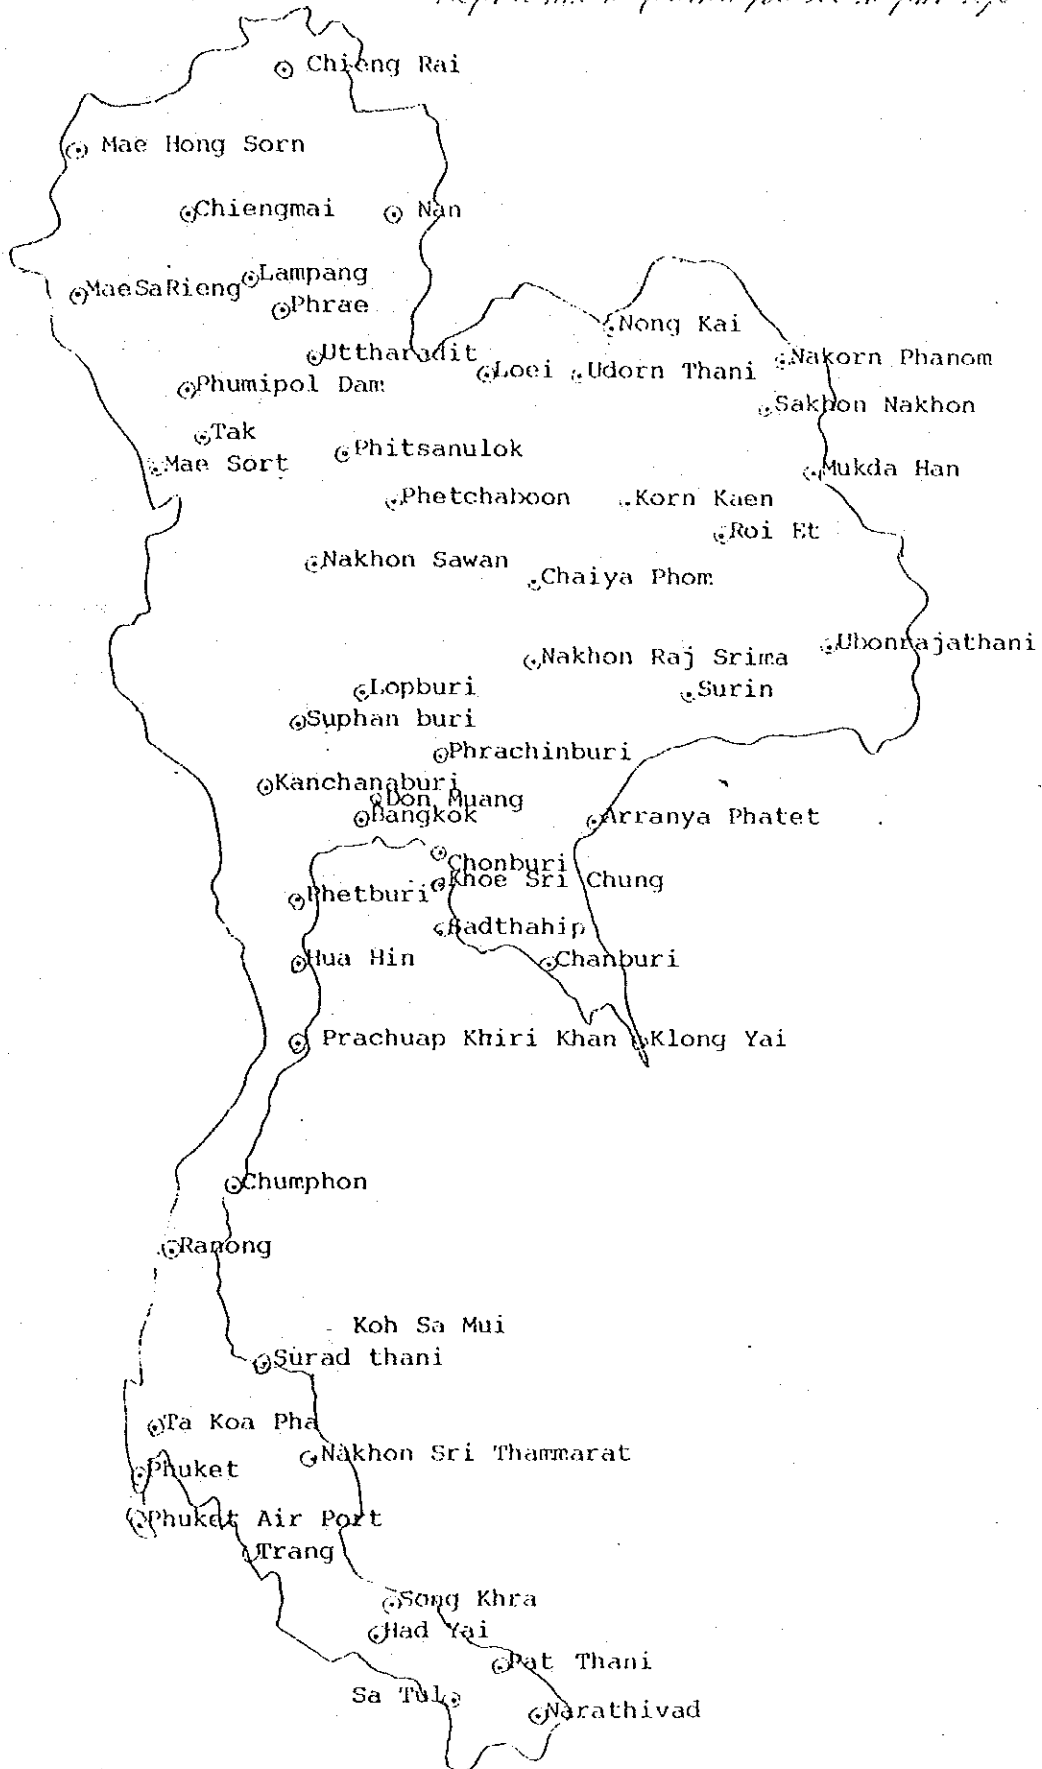 Chieng Rai
Mae Hong Sorn
Chiengmai
Nan
Lampang
MaeSaRieng
Phrae
Nong Kai
Uttharadit
Nakorn Phanom
Loei
Udorn Thani
Phumipol Dam
Sakhon Nakhon
Tak
Phitsanulok
Mae Sort
Mukda Han
Phetchaboon
Korn Kaen
Roi Et
Nakhon Sawan
Chaiya Phom
Ubonrajathani
Nakhon Raj Srima
Lopburi
Surin
Suphan buri
Phrachinburi
Kanchanaburi
Don Muang
Bangkok
Arranya Phatet
Chonburi
Khoe Sri Chung
Phetburi
Sadthahip
Hua Hin
Chanburi
Prachuap Khiri Khan
Klong Yai
Chumphon
Ranong
Koh Sa Mui
Surad thani
Ta Koa Pha
Nakhon Sri Thammarat
Phuket
Phuket Air Port
Trang
Song Khra
Had Yai
Pat Thani
Sa Tul
Narathivad